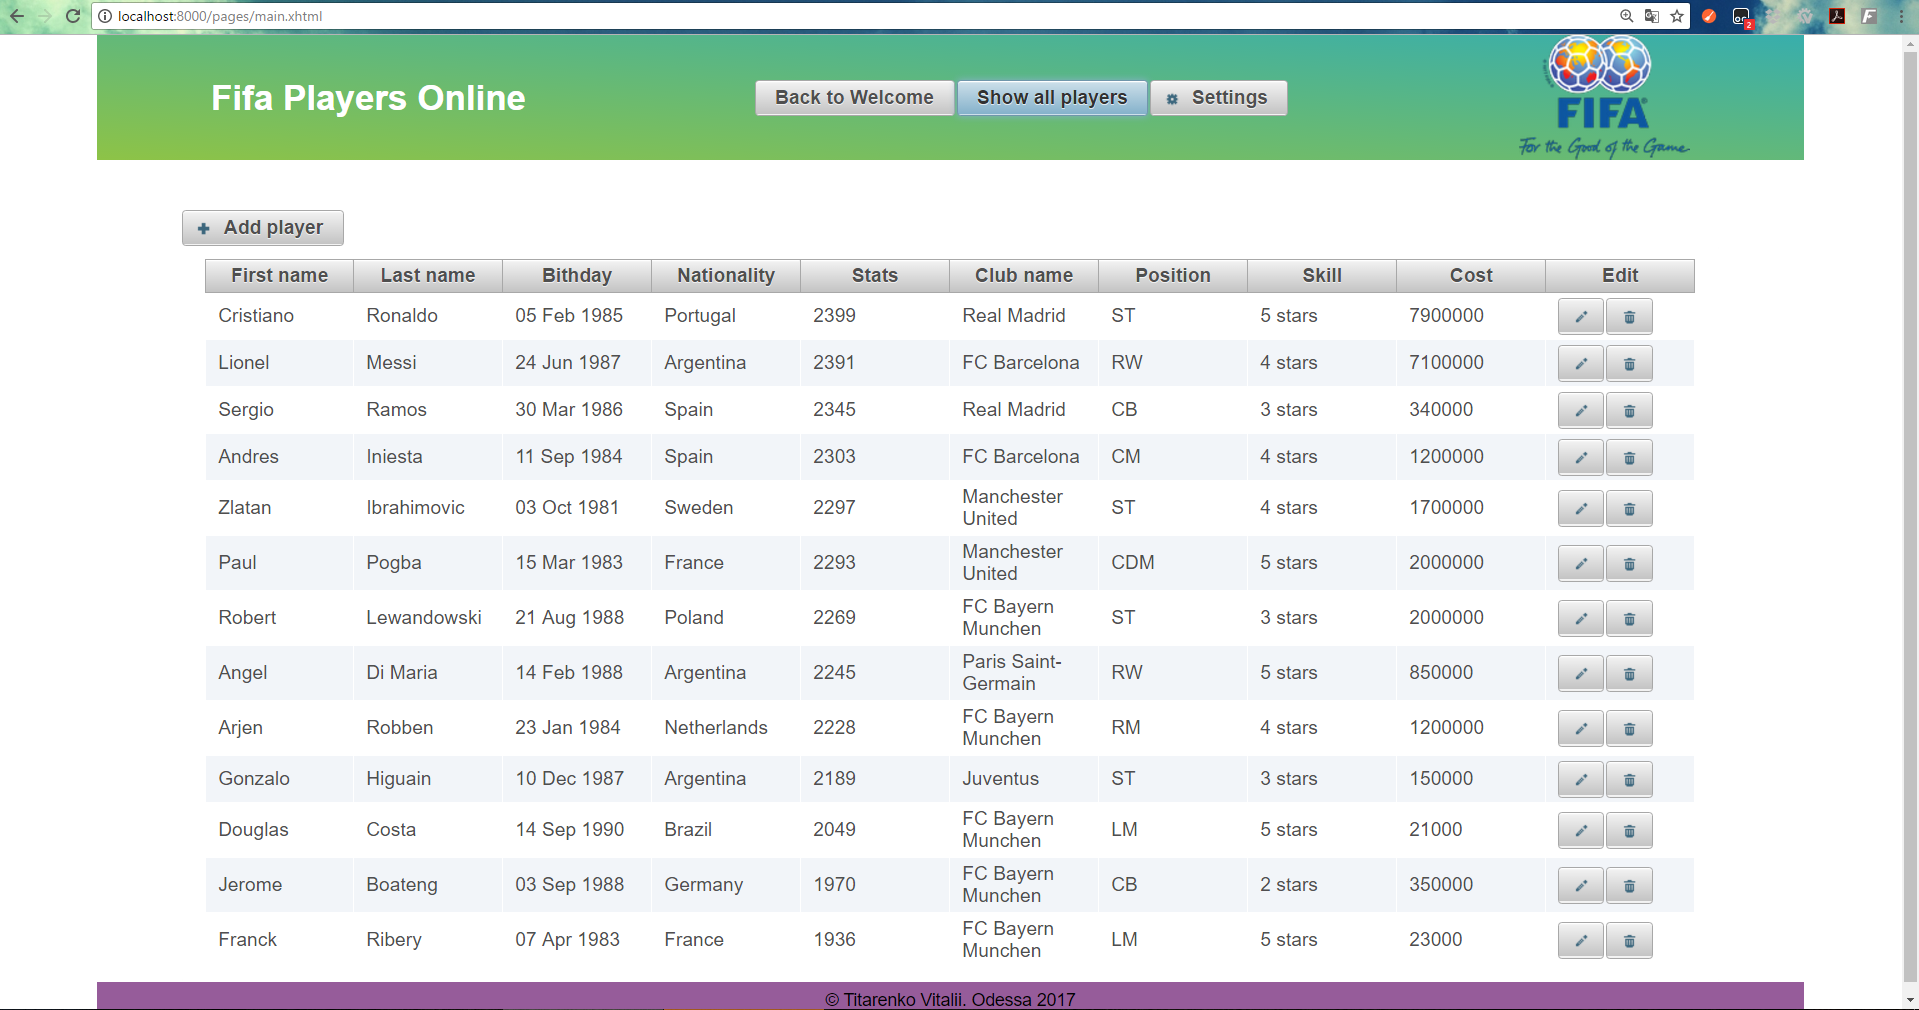 localhost:8000/pages/main.xhtml
2
Fifa Players Online
Back to Welcome Show all players Settings
FIFA
For the Good of the Game
Add player
First name Last name Bithday Nationality Stats Club name Position Skill Cost Edit
Cristiano Ronaldo 05 Feb 1985 Portugal 2399 Real Madrid ST 5 stars 7900000
Lionel Messi 24 Jun 1987 Argentina 2391 FC Barcelona RW 4 stars 7100000
Sergio Ramos 30 Mar 1986 Spain 2345 Real Madrid CB 3 stars 340000
Andres Iniesta 11 Sep 1984 Spain 2303 FC Barcelona CM 4 stars 1200000
Zlatan Ibrahimovic 03 Oct 1981 Sweden 2297 Manchester United ST 4 stars 1700000
Paul Pogba 15 Mar 1983 France 2293 Manchester United CDM 5 stars 2000000
Robert Lewandowski 21 Aug 1988 Poland 2269 FC Bayern Munchen ST 3 stars 2000000
Angel Di Maria 14 Feb 1988 Argentina 2245 Paris Saint-Germain RW 5 stars 850000
Arjen Robben 23 Jan 1984 Netherlands 2228 FC Bayern Munchen RM 4 stars 1200000
Gonzalo Higuain 10 Dec 1987 Argentina 2189 Juventus ST 3 stars 150000
Douglas Costa 14 Sep 1990 Brazil 2049 FC Bayern Munchen LM 5 stars 21000
Jerome Boateng 03 Sep 1988 Germany 1970 FC Bayern Munchen CB 2 stars 350000
Franck Ribery 07 Apr 1983 France 1936 FC Bayern Munchen LM 5 stars 23000
© Titarenko Vitalii. Odessa 2017